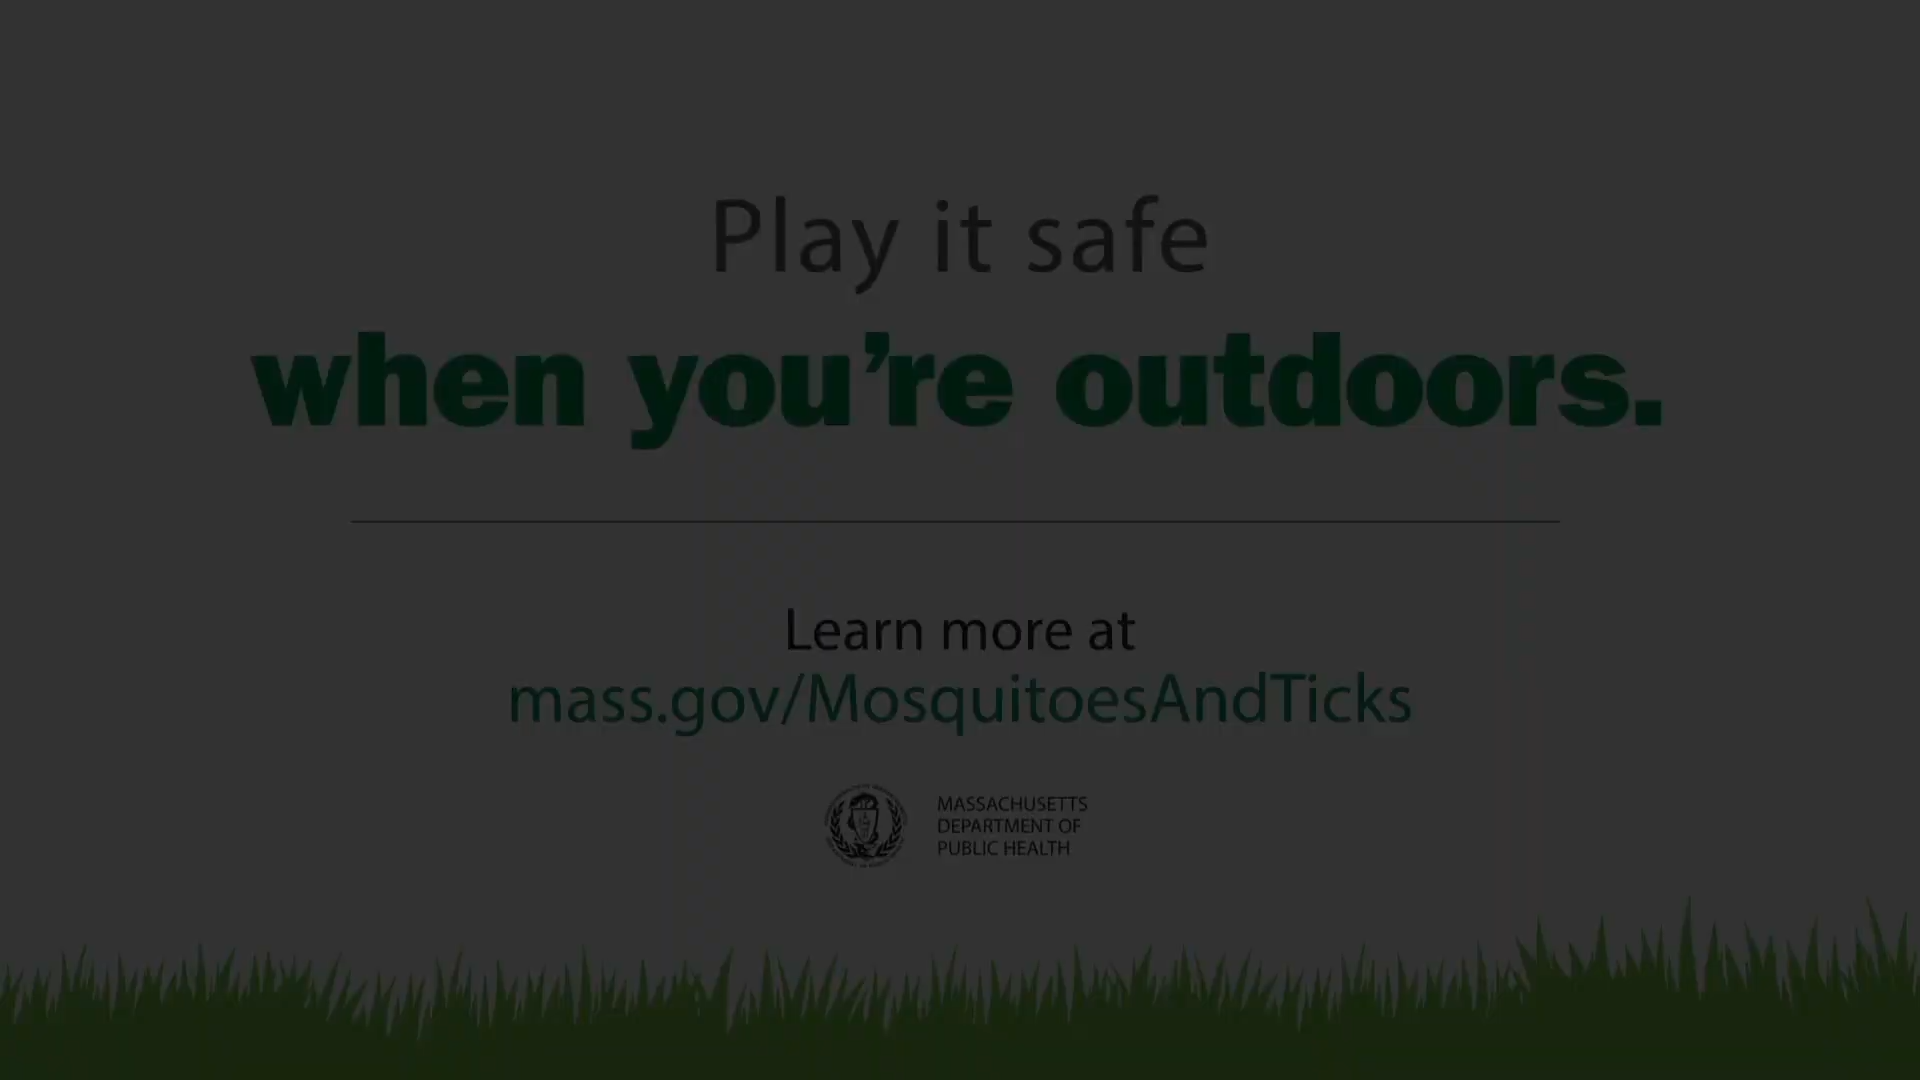 Play it safe
when you're outdoors.
Learn more at
mass.gov/MosquitoesAndTicks
MASSACHUSETTS
DEPARTMENT OF
PUBLIC HEALTH